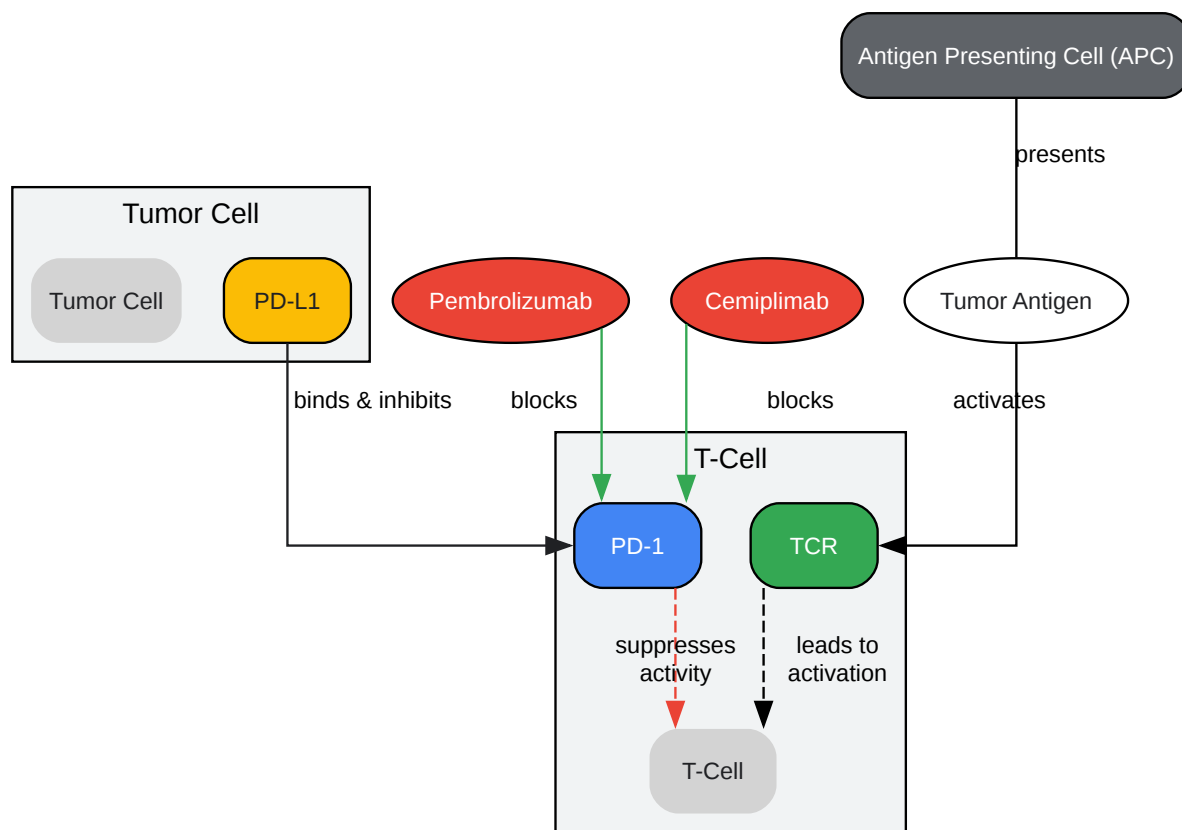 Antigen Presenting Cell (APC)
presents
Tumor Cell
Tumor Cell
PD-L1
Pembrolizumab
Cemiplimab
Tumor Antigen
binds & inhibits
blocks
blocks
activates
T-Cell
PD-1
TCR
suppresses
activity
leads to
activation
T-Cell